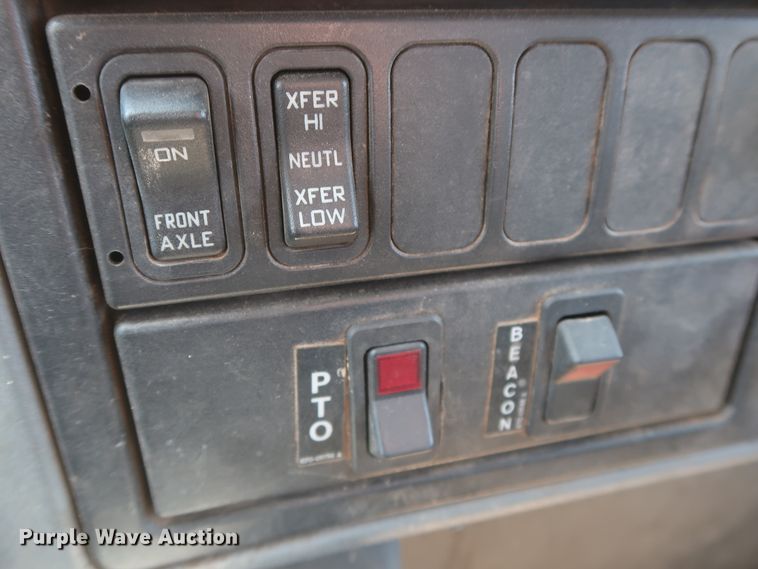 ON
FRONT
AXLE
XFER
HI
NEUTL
XFER
LOW
PTO
BEACON
Purple Wave Auction